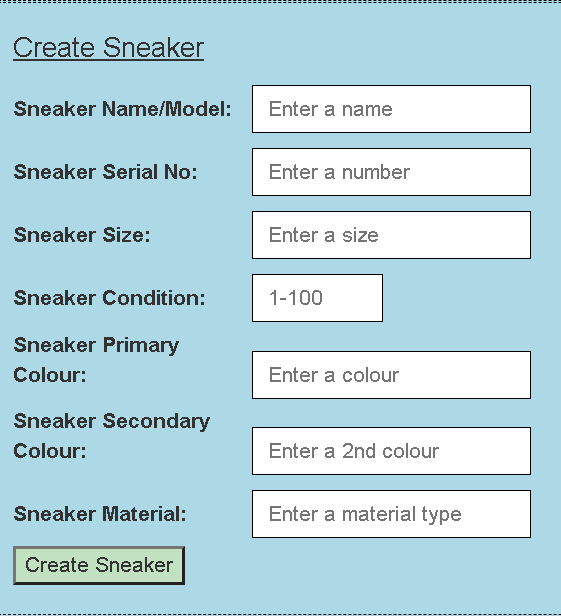 Create Sneaker
Sneaker Name/Model: Enter a name
Sneaker Serial No: Enter a number
Sneaker Size: Enter a size
Sneaker Condition: 1-100
Sneaker Primary
Colour: Enter a colour
Sneaker Secondary
Colour: Enter a 2nd colour
Sneaker Material: Enter a material type
Create Sneaker